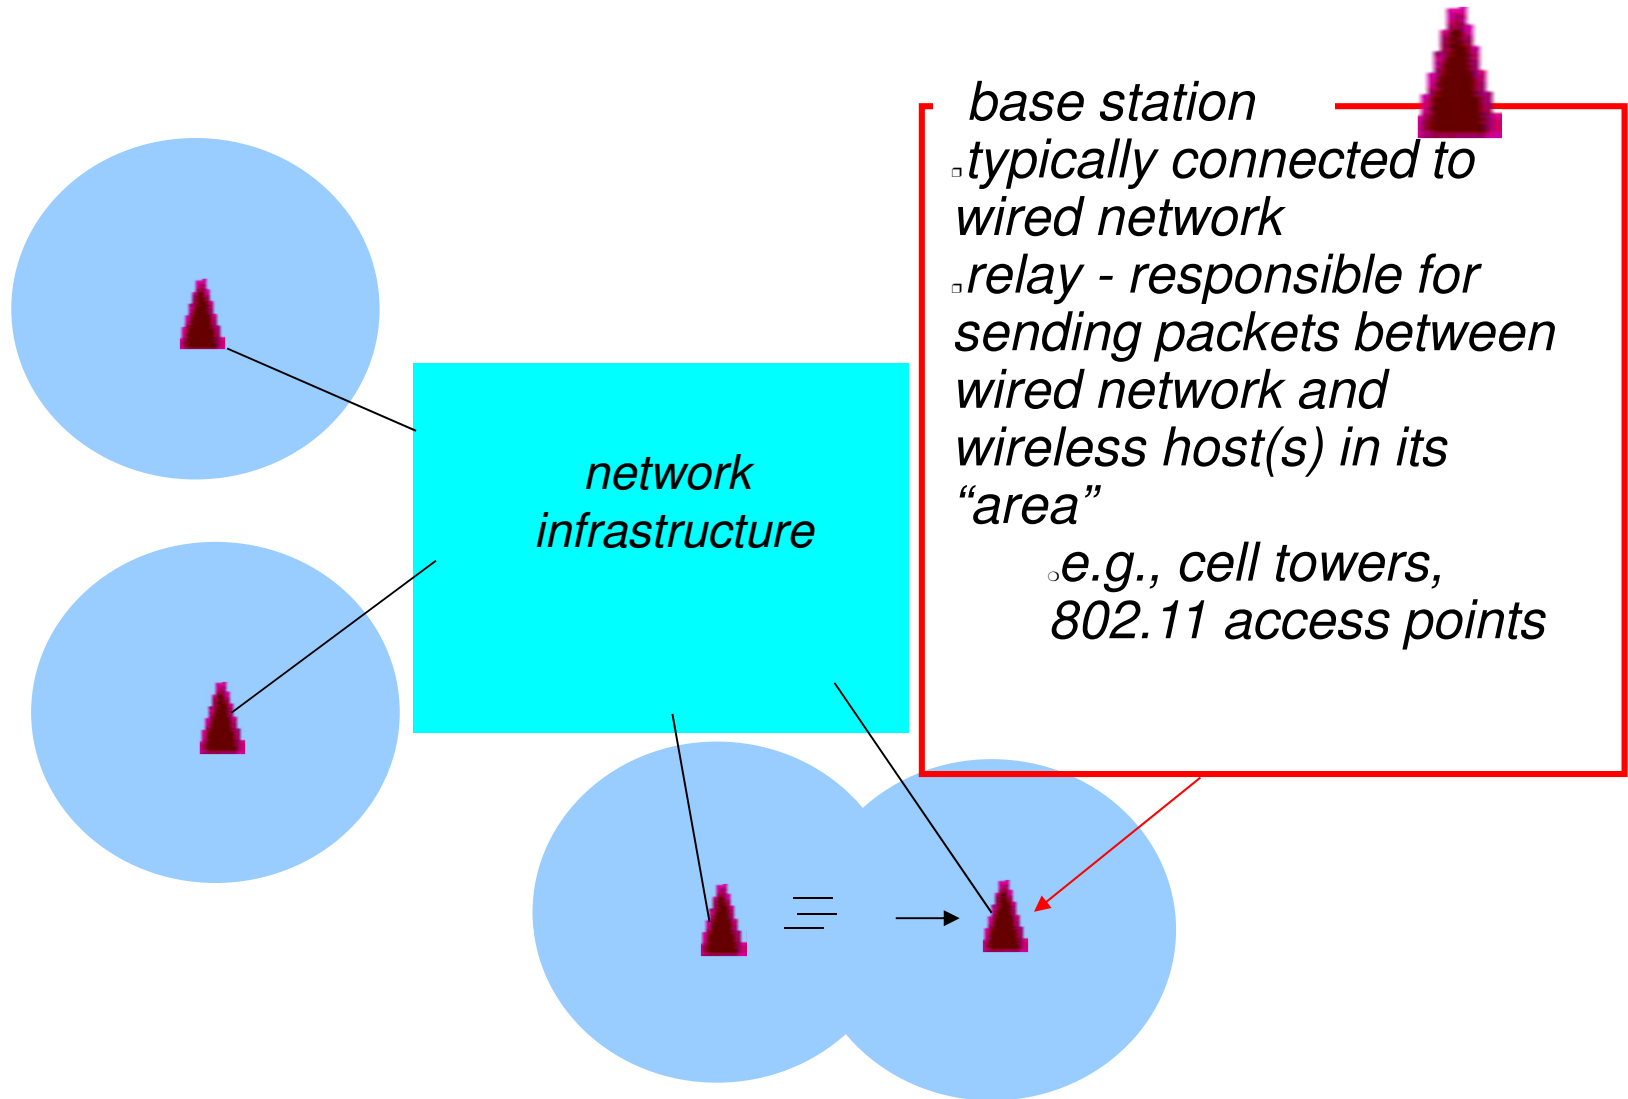 base station
❒typically connected to
wired network
❒relay - responsible for
sending packets between
wired network and
wireless host(s) in its
“area”
❍e.g., cell towers,
802.11 access points
network
infrastructure